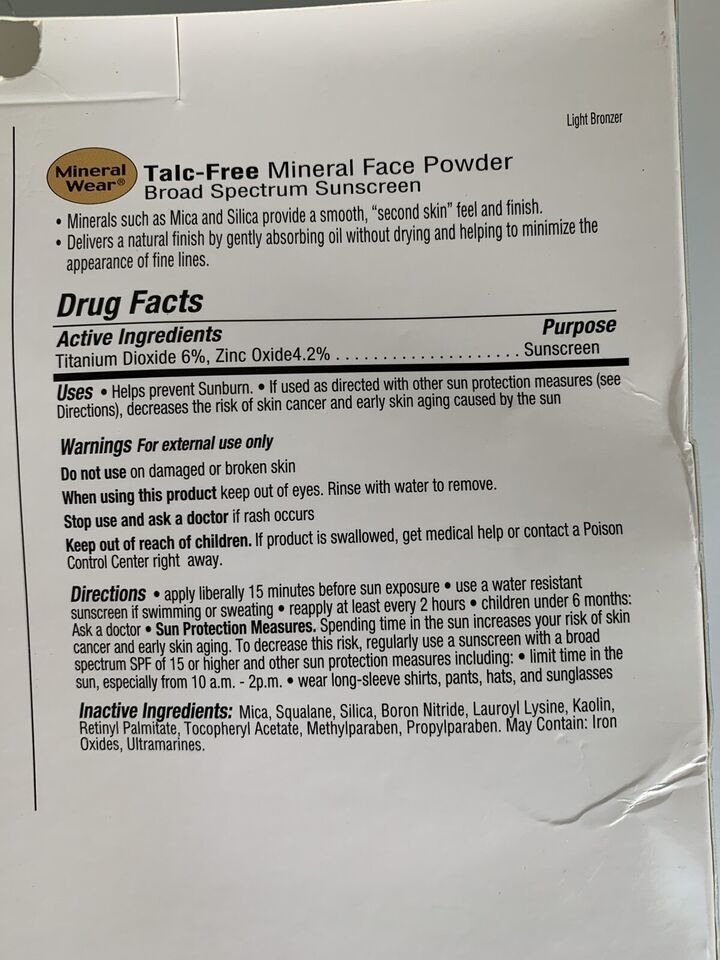 Light Bronzer
Mineral
Wear®
Talc-Free Mineral Face Powder
Broad Spectrum Sunscreen
• Minerals such as Mica and Silica provide a smooth, “second skin” feel and finish.
• Delivers a natural finish by gently absorbing oil without drying and helping to minimize the
appearance of fine lines.
Drug Facts
Active Ingredients Purpose
Titanium Dioxide 6%, Zinc Oxide4.2% . . . . . . . . . . . . . . . . . . . . . Sunscreen
Uses • Helps prevent Sunburn. • If used as directed with other sun protection measures (see
Directions), decreases the risk of skin cancer and early skin aging caused by the sun
Warnings For external use only
Do not use on damaged or broken skin
When using this product keep out of eyes. Rinse with water to remove.
Stop use and ask a doctor if rash occurs
Keep out of reach of children. If product is swallowed, get medical help or contact a Poison
Control Center right away.
Directions • apply liberally 15 minutes before sun exposure • use a water resistant
sunscreen if swimming or sweating • reapply at least every 2 hours • children under 6 months:
Ask a doctor • Sun Protection Measures. Spending time in the sun increases your risk of skin
cancer and early skin aging. To decrease this risk, regularly use a sunscreen with a broad
spectrum SPF of 15 or higher and other sun protection measures including: • limit time in the
sun, especially from 10 a.m. - 2p.m. • wear long-sleeve shirts, pants, hats, and sunglasses
Inactive Ingredients: Mica, Squalane, Silica, Boron Nitride, Lauroyl Lysine, Kaolin,
Retinyl Palmitate, Tocopheryl Acetate, Methylparaben, Propylparaben. May Contain: Iron
Oxides, Ultramarines.